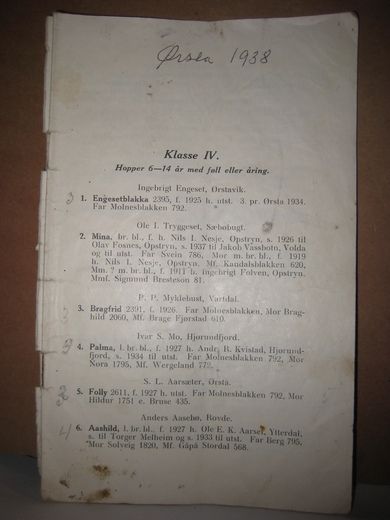 Ørsta 1938
Klasse IV.
Hopper 6—14 år med føll eller åring.
Ingebrigt Engeset, Ørstavik.
3
1. Engesetblakka 2395, f. 1925 h. utst. 3. pr. Ørsta 1934.
Far Molnesblakken 792.
Ole I. Tryggeset, Sæbobugt.
2. Mina, br. bl., f. h. Nils I. Nesje, Opstryn, s. 1926 til
Olav Fosnes, Opstryn, s. 1937 til Jakob Vassbotn, Volda
og til utst. Far Svein 786, Mor m. br. bl., f. 1919
h. Nils I. Nesje, Opstryn. Mf. Kaudalsblakken 620,
Mm. ? m. br. bl., f. 1911 h. Ingebrigt Folven, Opstryn.
Mmf. Sigmund Bresteson 81.
P. P. Myklebust, Vartdal.
3. Bragfrid 2391, f. 1926. Far Molnesblakken, Mor Brag-
hild 2060, Mf. Brage Fjørstad 610.
Ivar S. Mo, Hjørundfjord.
3
4. Palma, l. br. bl., f. 1927 h. Andr. B. Kvistad, Hjørund-
fjord, s. 1934 til utst. Far Molnesblakken 792, Mor
Nora 1795, Mf. Wergeland 772.
S. L. Aarsæter, Ørsta.
2
5. Folly 2611, f. 1927 h. utst. Far Molnesblakken 792, Mor
Hildur 1751 e. Bruse 435.
Anders Aasebø, Rovde.
4
6. Aashild, l. br. bl., f. 1927 h. Ole E. K. Aarset, Ytterdal,
s. til Torger Melheim og s. 1933 til utst. Far Berg 795,
Mor Solveig 1820, Mf. Gåpå Stordal 568.